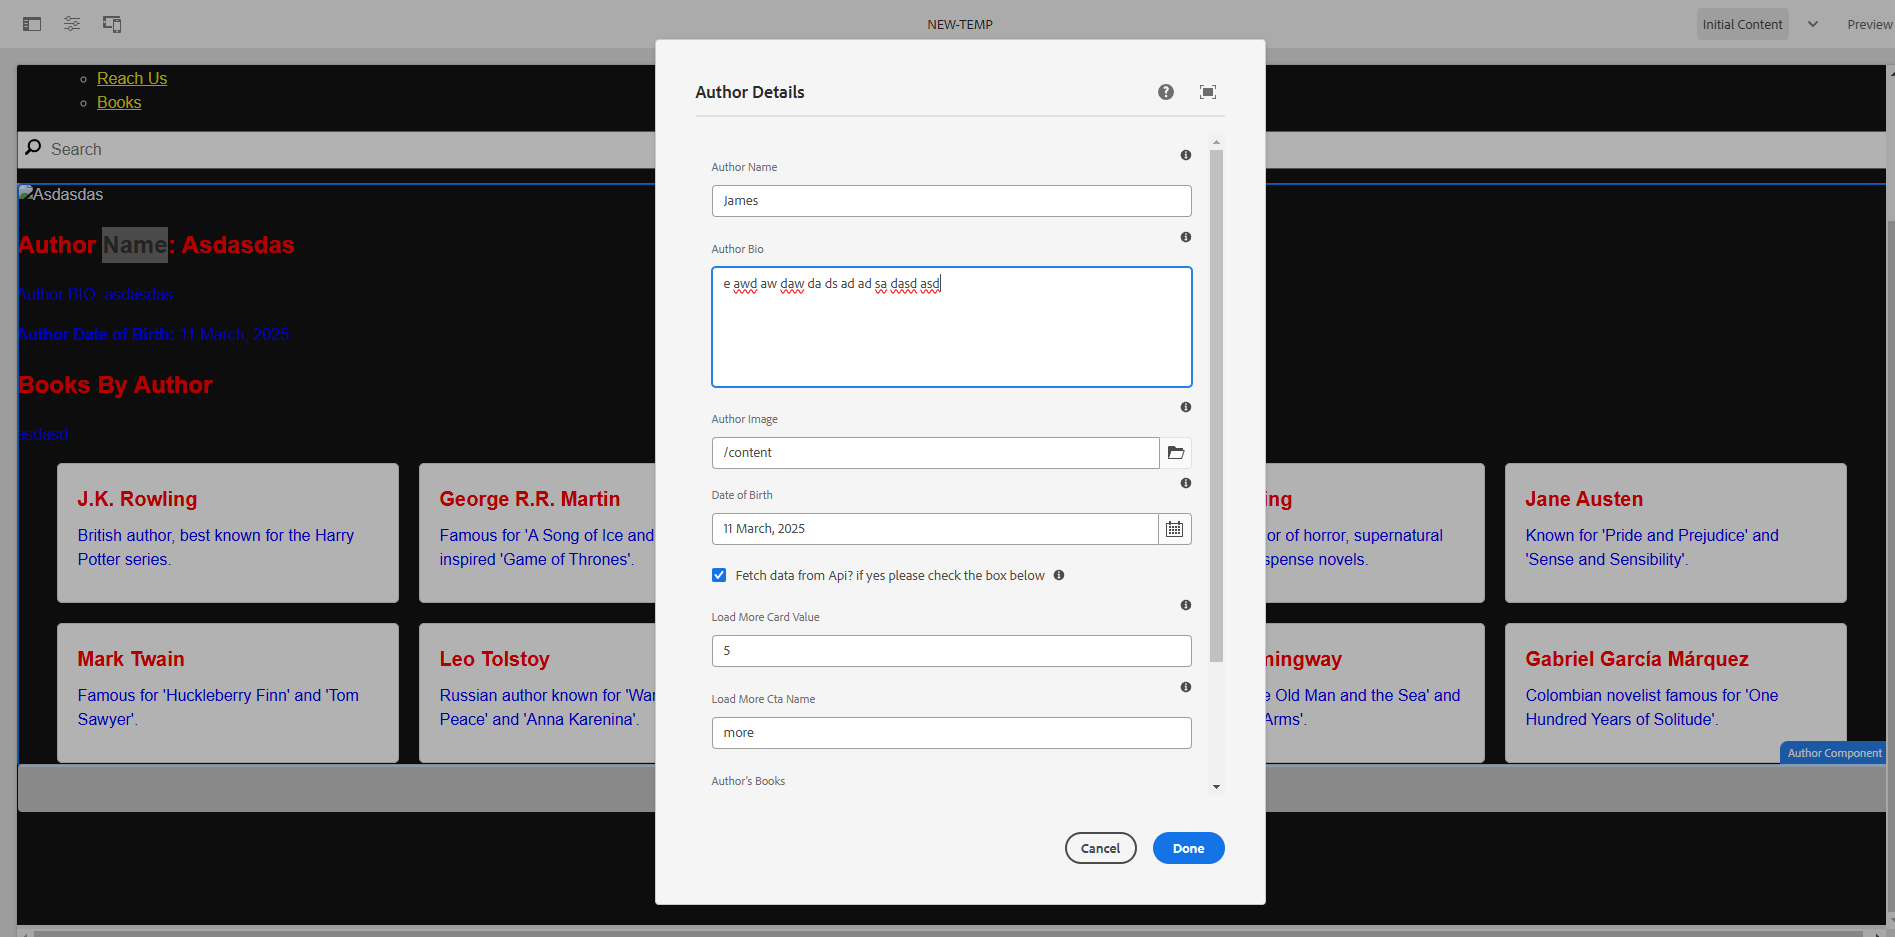 NEW-TEMP
Initial Content
Preview
Reach Us
Books
Search
Asdasdas
Author Name: Asdasdas
Author BIO: asdasdas
Author Date of Birth: 11 March, 2025
Books By Author
asdasd
J.K. Rowling
British author, best known for the Harry
Potter series.
George R.R. Martin
Famous for 'A Song of Ice and
inspired 'Game of Thrones'.
ing
or of horror, supernatural
spense novels.
Jane Austen
Known for 'Pride and Prejudice' and
'Sense and Sensibility'.
Mark Twain
Famous for 'Huckleberry Finn' and 'Tom
Sawyer'.
Leo Tolstoy
Russian author known for 'War
Peace' and 'Anna Karenina'.
mingway
e Old Man and the Sea' and
Arms'.
Gabriel García Márquez
Colombian novelist famous for 'One
Hundred Years of Solitude'.
Author Component
Author Details
Author Name
James
Author Bio
e awd aw daw da ds ad ad sa dasd asd
Author Image
/content
Date of Birth
11 March, 2025
Fetch data from Api? if yes please check the box below
Load More Card Value
5
Load More Cta Name
more
Author's Books
Cancel
Done